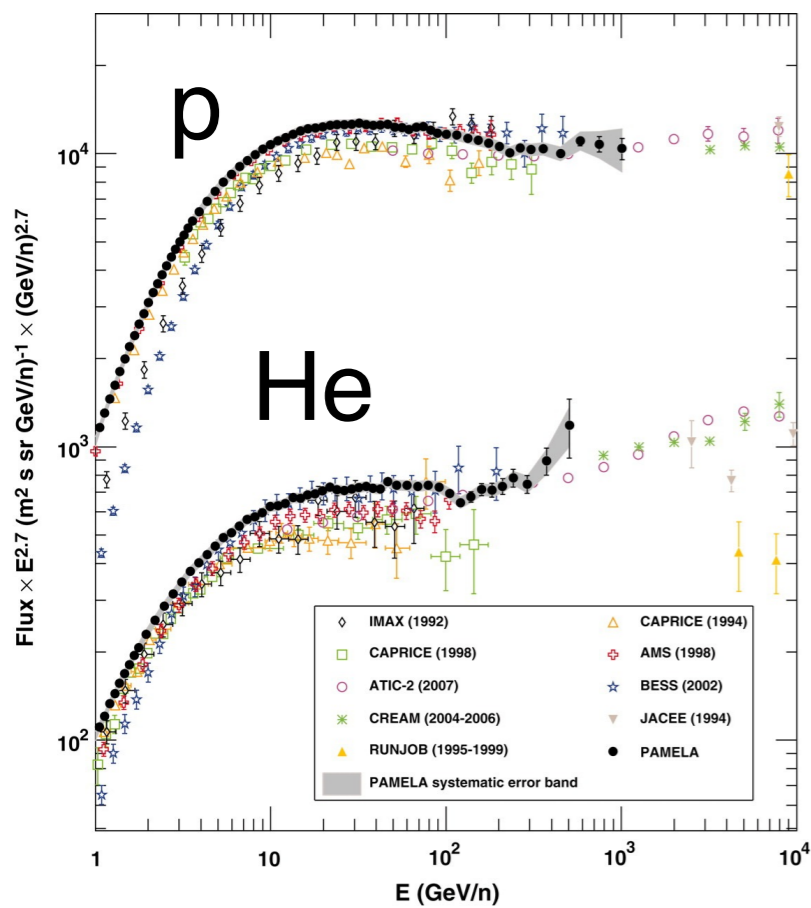 p
He
Flux × E^2.7 (m² s sr GeV/n)^-1 × (GeV/n)^2.7
10^4
10^3
10^2
IMAX (1992)
CAPRICE (1994)
CAPRICE (1998)
AMS (1998)
ATIC-2 (2007)
BESS (2002)
CREAM (2004-2006)
JACEE (1994)
RUNJOB (1995-1999)
PAMELA
PAMELA systematic error band
1 10 10^2 10^3 10^4
E (GeV/n)